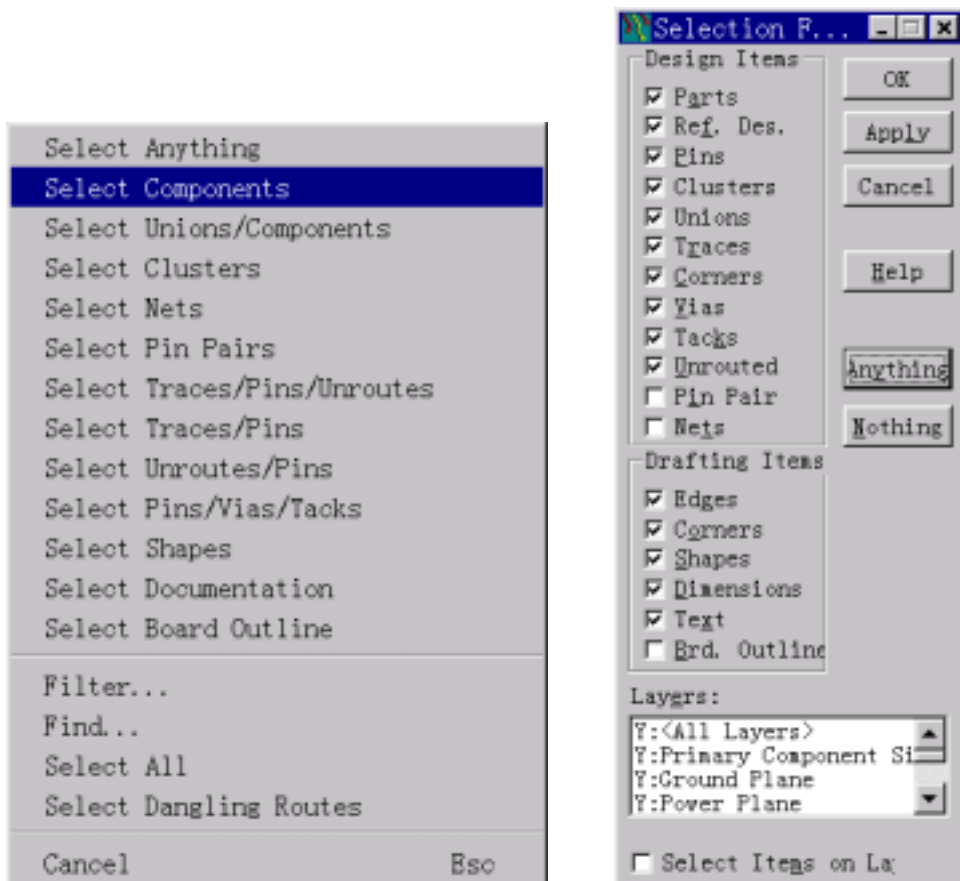 Select Anything
Select Components
Select Unions/Components
Select Clusters
Select Nets
Select Pin Pairs
Select Traces/Pins/Unroutes
Select Traces/Pins
Select Unroutes/Pins
Select Pins/Vias/Tacks
Select Shapes
Select Documentation
Select Board Outline
Filter...
Find...
Select All
Select Dangling Routes
Cancel Esc
Selection F...
Design Items
Parts
Ref. Des.
Pins
Clusters
Unions
Traces
Corners
Vias
Tacks
Unrouted
Pin Pair
Nets
OK
Apply
Cancel
Help
Anything
Nothing
Drafting Items
Edges
Corners
Shapes
Dimensions
Text
Brd. Outline
Layers:
Y:<All Layers>
Y:Primary Component Si
Y:Ground Plane
Y:Power Plane
Select Items on La